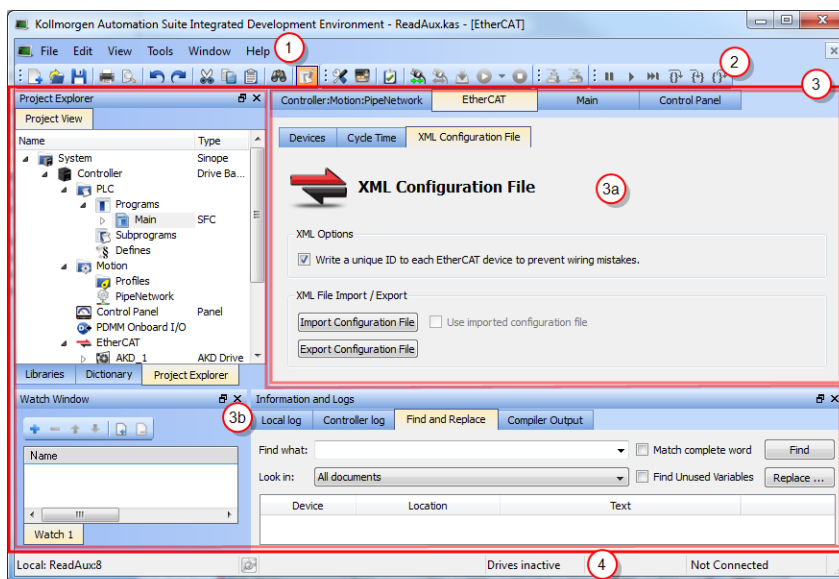 Kollmorgen Automation Suite Integrated Development Environment - ReadAux.kas - [EtherCAT]
File Edit View Tools Window Help
1
2
3
Project Explorer
Project View
Name Type
System Sinope
Controller Drive Ba...
PLC
Programs
Main SFC
Subprograms
Defines
Motion
Profiles
PipeNetwork
Control Panel Panel
PDMM Onboard I/O
EtherCAT
AKD_1 AKD Drive
Libraries Dictionary Project Explorer
Controller:Motion:PipeNetwork EtherCAT Main Control Panel
Devices Cycle Time XML Configuration File
XML Configuration File
3a
XML Options
Write a unique ID to each EtherCAT device to prevent wiring mistakes.
XML File Import / Export
Import Configuration File Use imported configuration file
Export Configuration File
Watch Window
3b
Name
Watch 1
Information and Logs
Local log Controller log Find and Replace Compiler Output
Find what: Match complete word Find
Look in: All documents Find Unused Variables Replace ...
Device Location Text
Local: ReadAux:8 Drives inactive 4 Not Connected